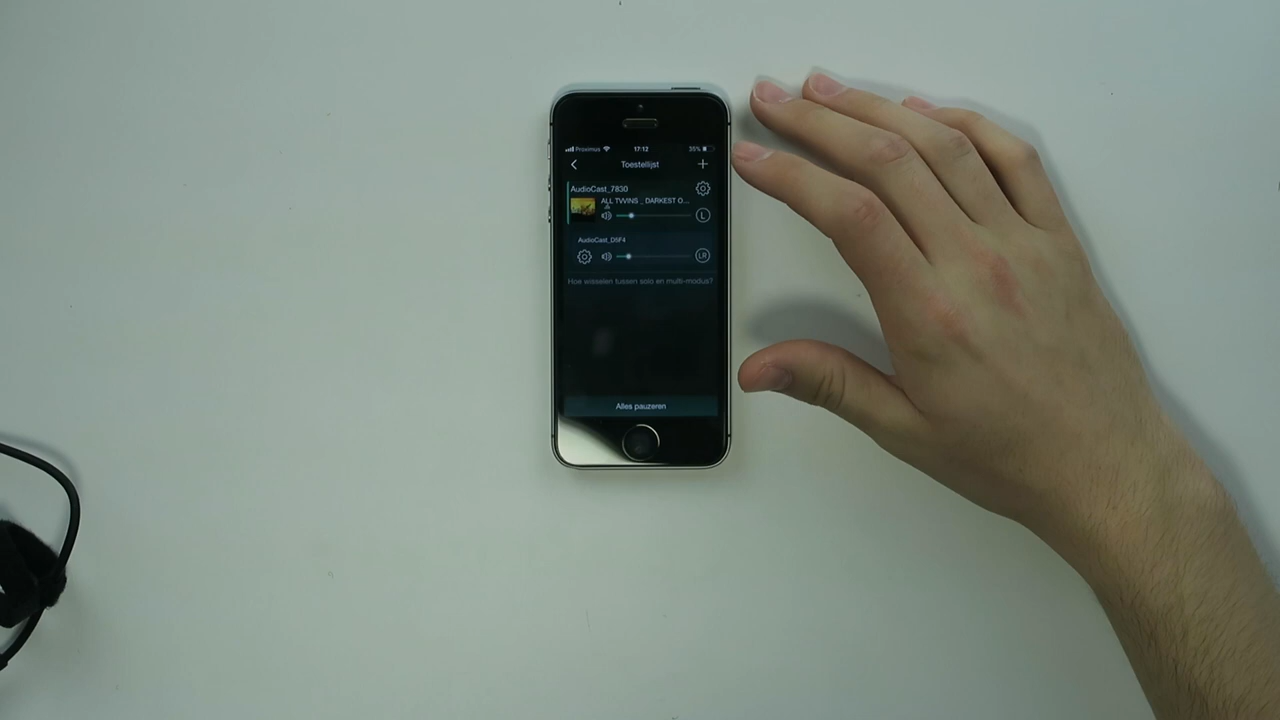 Proximus 17:12 35%
Toestellijst
AudioCast_7830
ALL TVVINS _ DARKEST O...
L
AudioCast_D5F4
LR
Hoe wisselen tussen solo en multi-modus?
Alles pauzeren